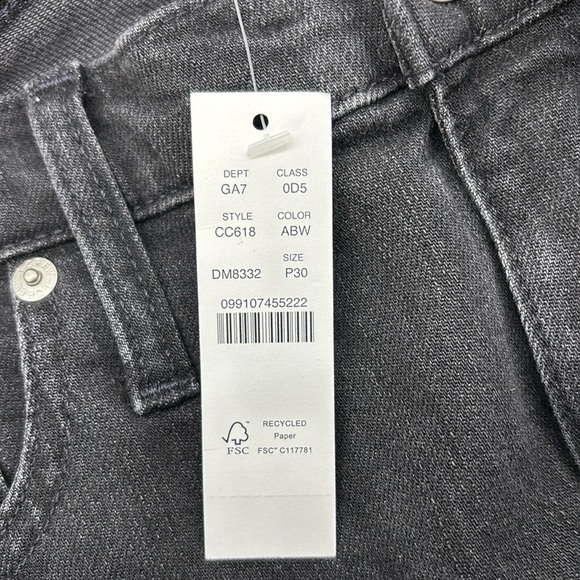 DEPT CLASS
GA7 0D5
STYLE COLOR
CC618 ABW
SIZE
DM8332 P30
099107455222
RECYCLED
Paper
FSC™ C117781
FSC